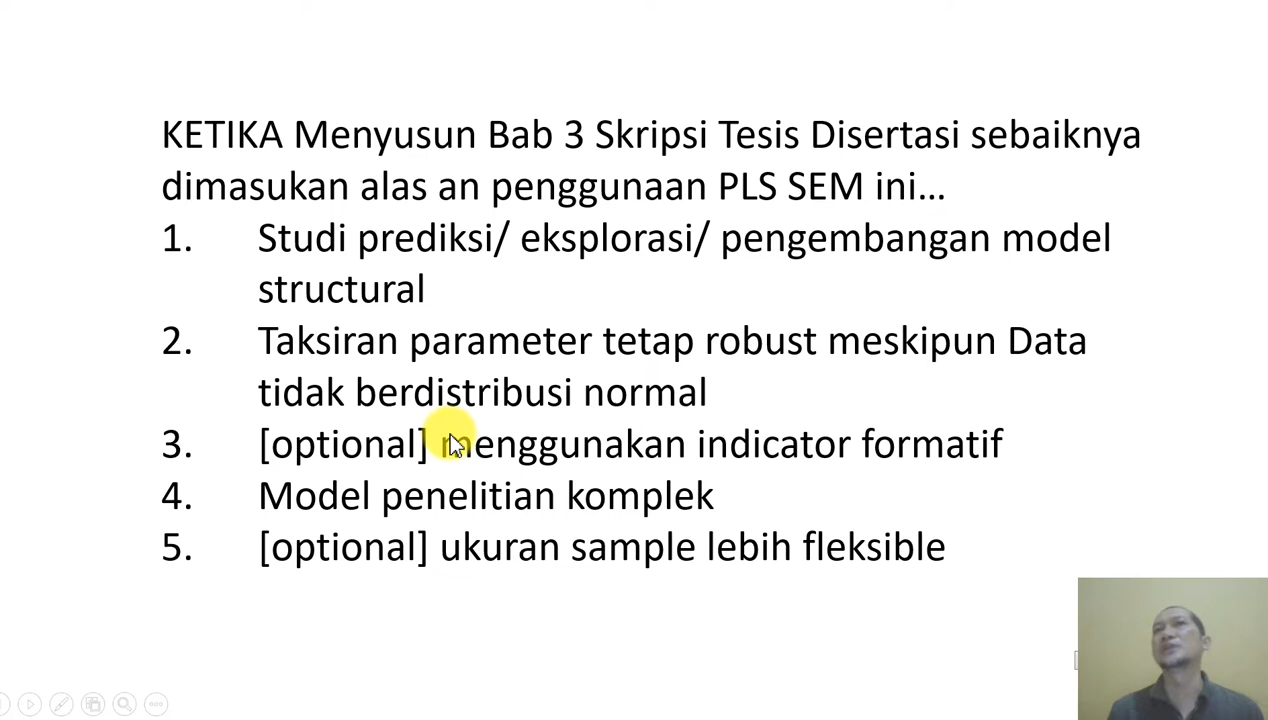 KETIKA Menyusun Bab 3 Skripsi Tesis Disertasi sebaiknya
dimasukan alas an penggunaan PLS SEM ini...
1. Studi prediksi/ eksplorasi/ pengembangan model
structural
2. Taksiran parameter tetap robust meskipun Data
tidak berdistribusi normal
3. [optional] menggunakan indicator formatif
4. Model penelitian komplek
5. [optional] ukuran sample lebih fleksible